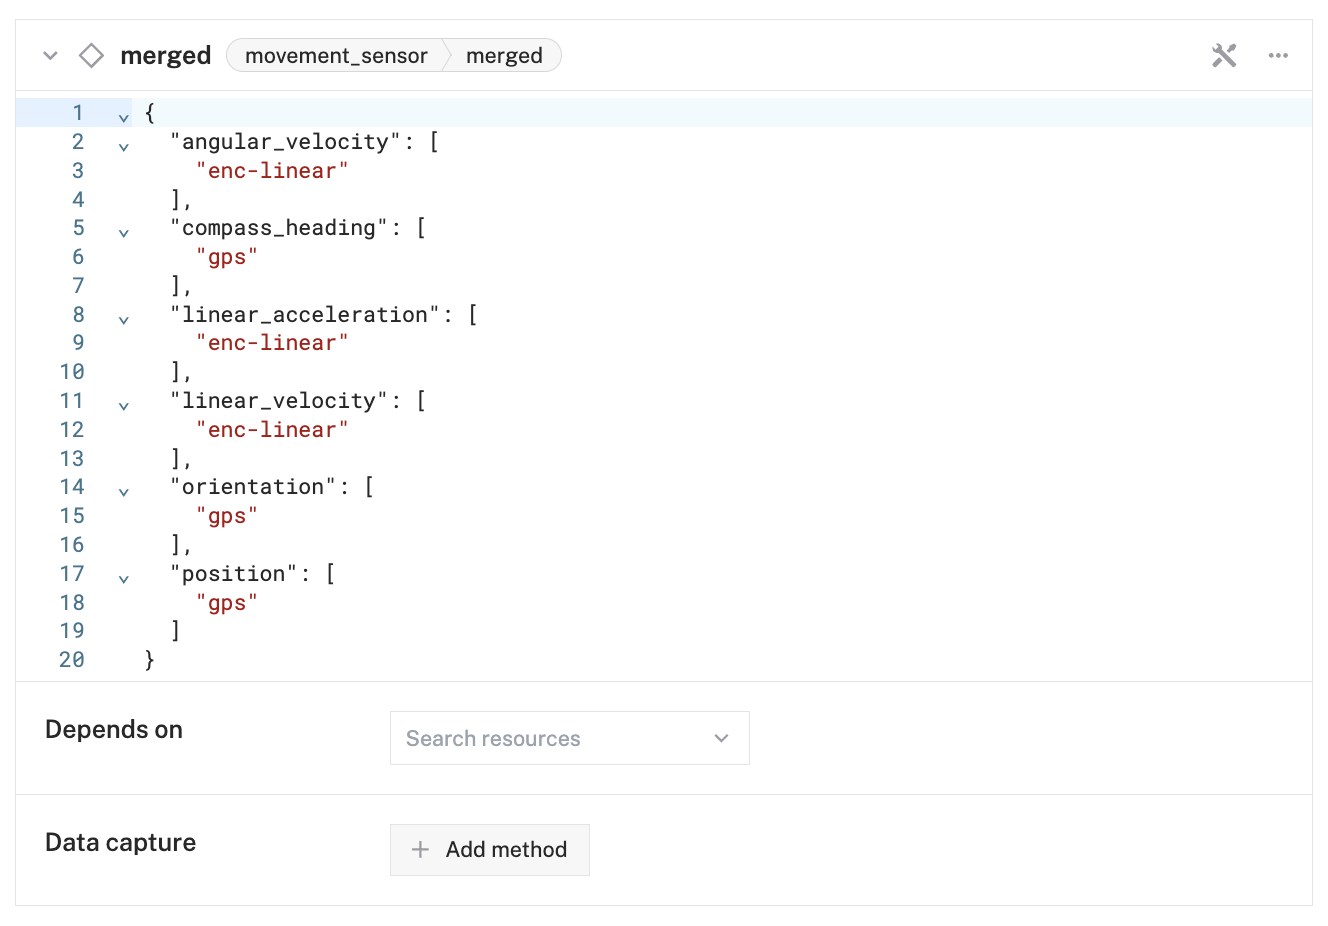 merged movement_sensor merged
1 {
2 "angular_velocity": [
3 "enc-linear"
4 ],
5 "compass_heading": [
6 "gps"
7 ],
8 "linear_acceleration": [
9 "enc-linear"
10 ],
11 "linear_velocity": [
12 "enc-linear"
13 ],
14 "orientation": [
15 "gps"
16 ],
17 "position": [
18 "gps"
19 ]
20 }
Depends on Search resources
Data capture + Add method